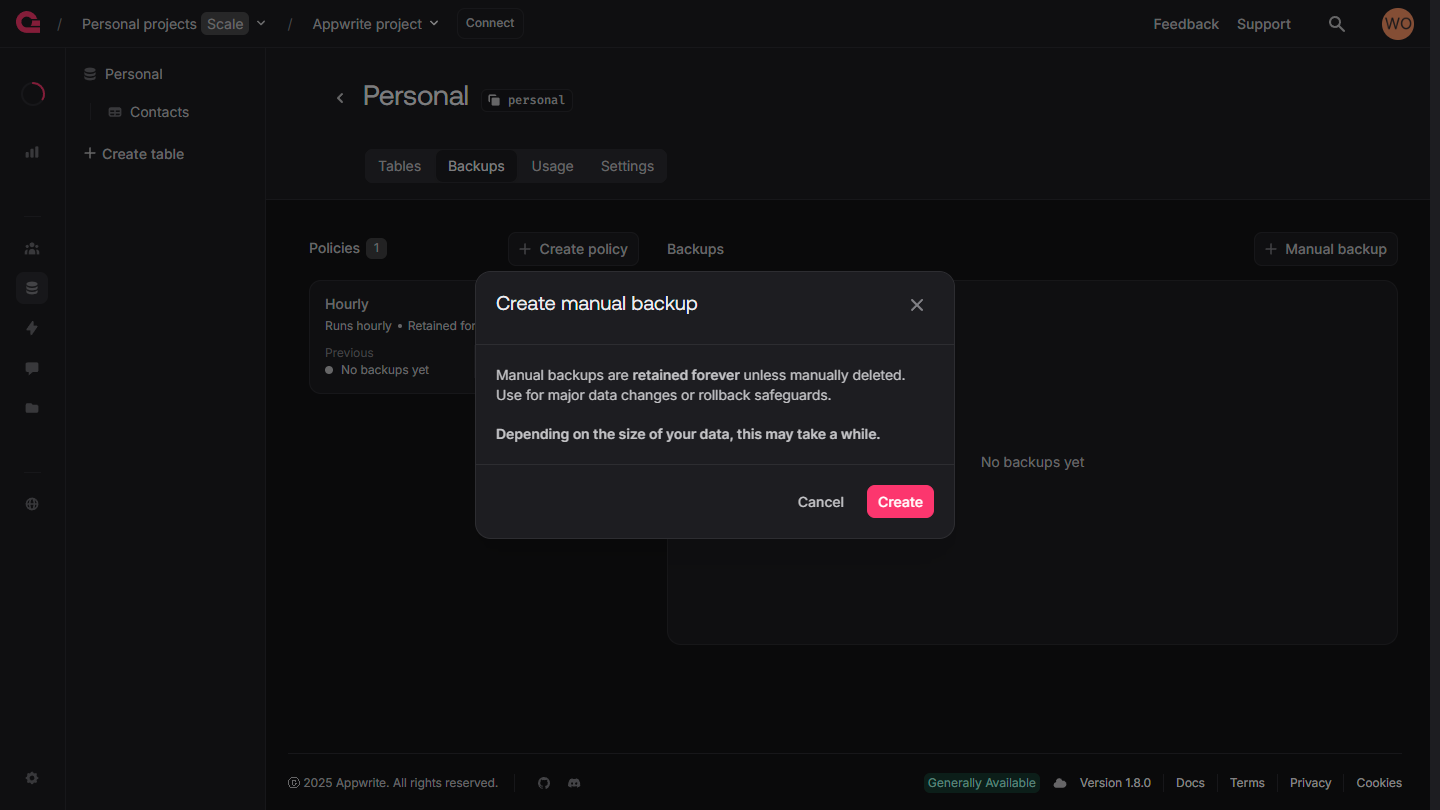 / Personal projects Scale / Appwrite project Connect Feedback Support WO
Personal
Contacts
Create table
Personal personal
Tables Backups Usage Settings
Policies 1 Create policy Backups Manual backup
Hourly
Runs hourly • Retained for
Previous
No backups yet
Create manual backup
Manual backups are retained forever unless manually deleted.
Use for major data changes or rollback safeguards.
Depending on the size of your data, this may take a while.
Cancel Create
No backups yet
© 2025 Appwrite. All rights reserved. Generally Available Version 1.8.0 Docs Terms Privacy Cookies